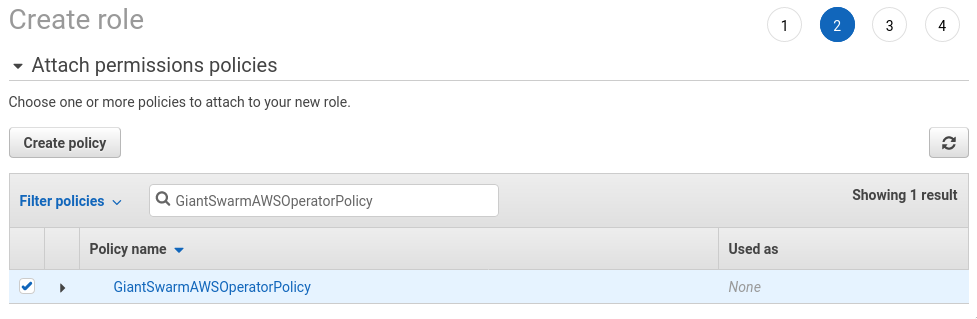 Create role
1 2 3 4
Attach permissions policies
Choose one or more policies to attach to your new role.
Create policy
Filter policies GiantSwarmAWSOperatorPolicy Showing 1 result
Policy name Used as
GiantSwarmAWSOperatorPolicy None